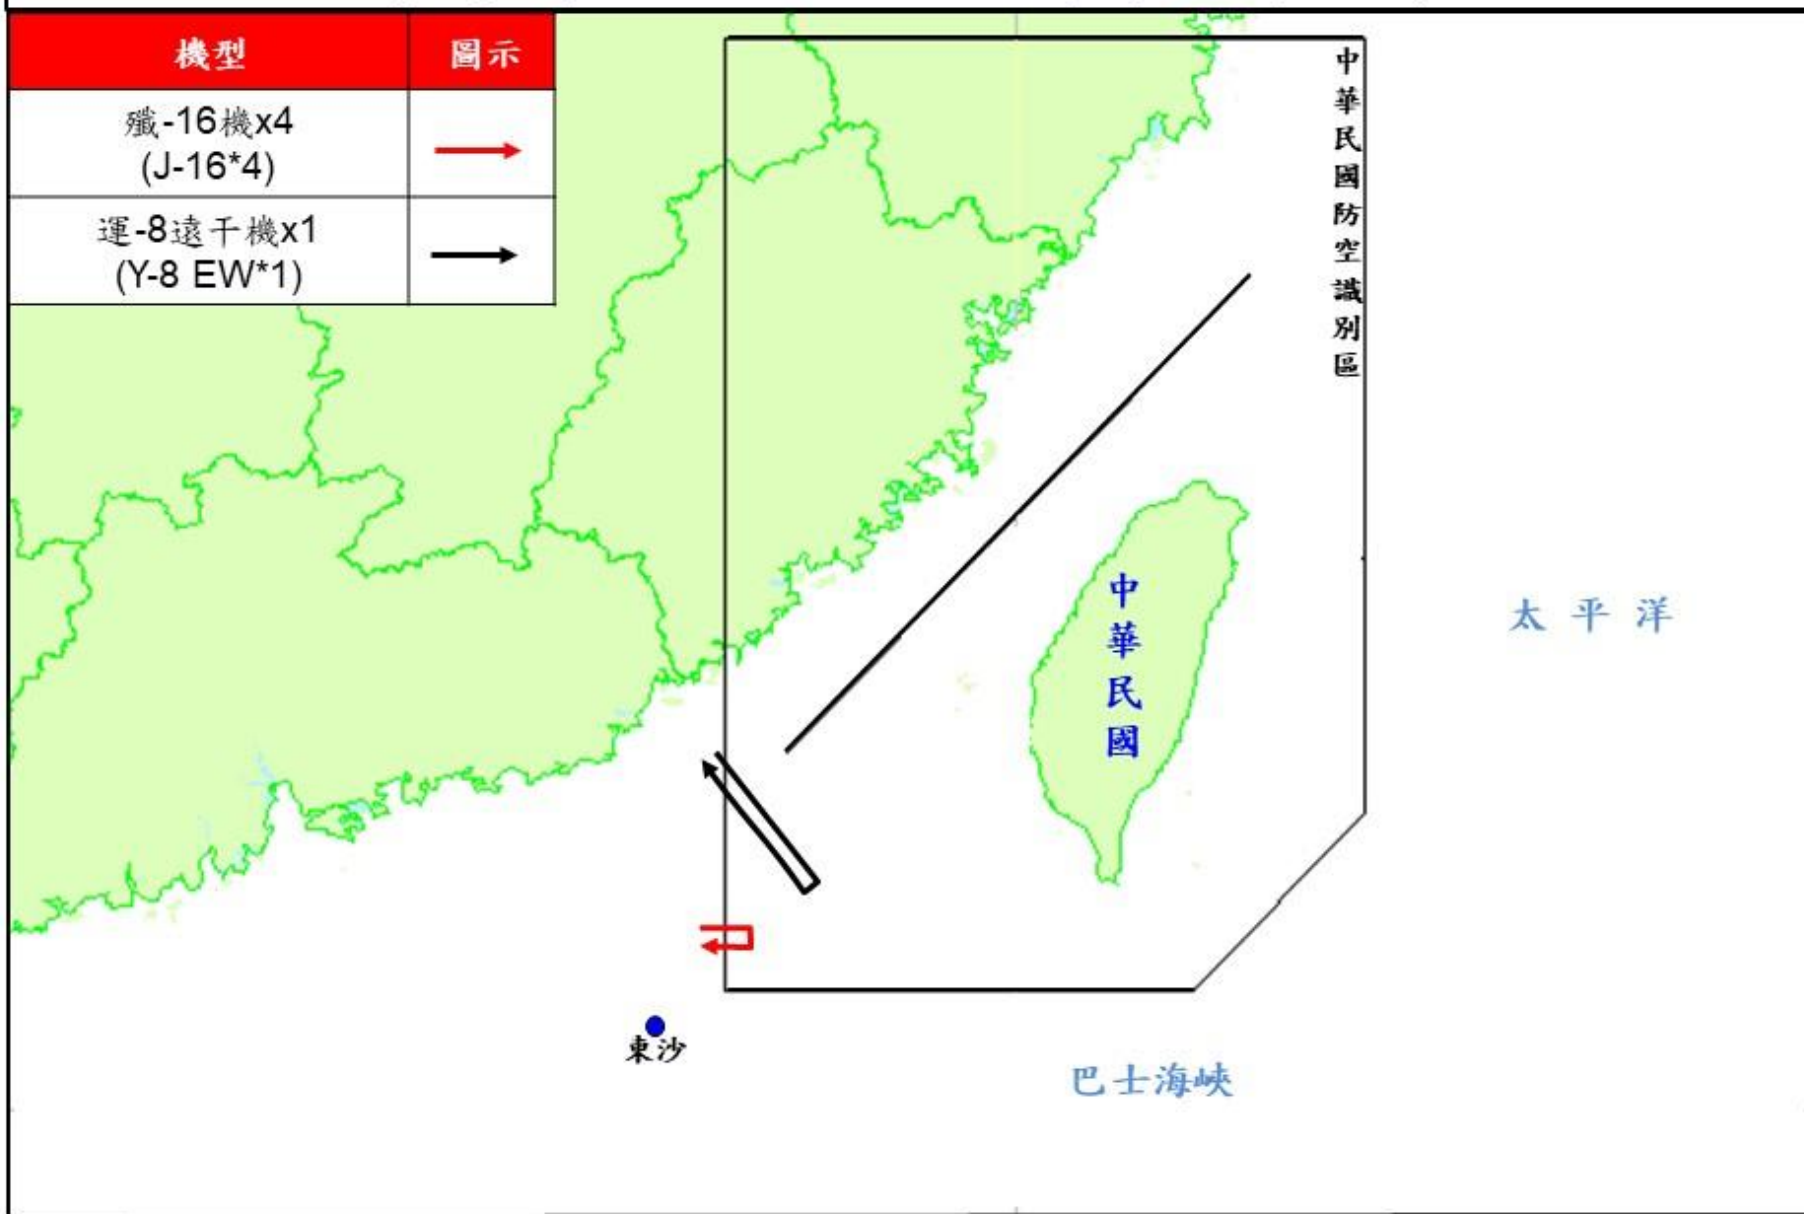 機型 圖示
殲-16機x4
(J-16*4)
運-8遠干機x1
(Y-8 EW*1)
中華民國防空識別區
中華民國
太平洋
東沙
巴士海峽